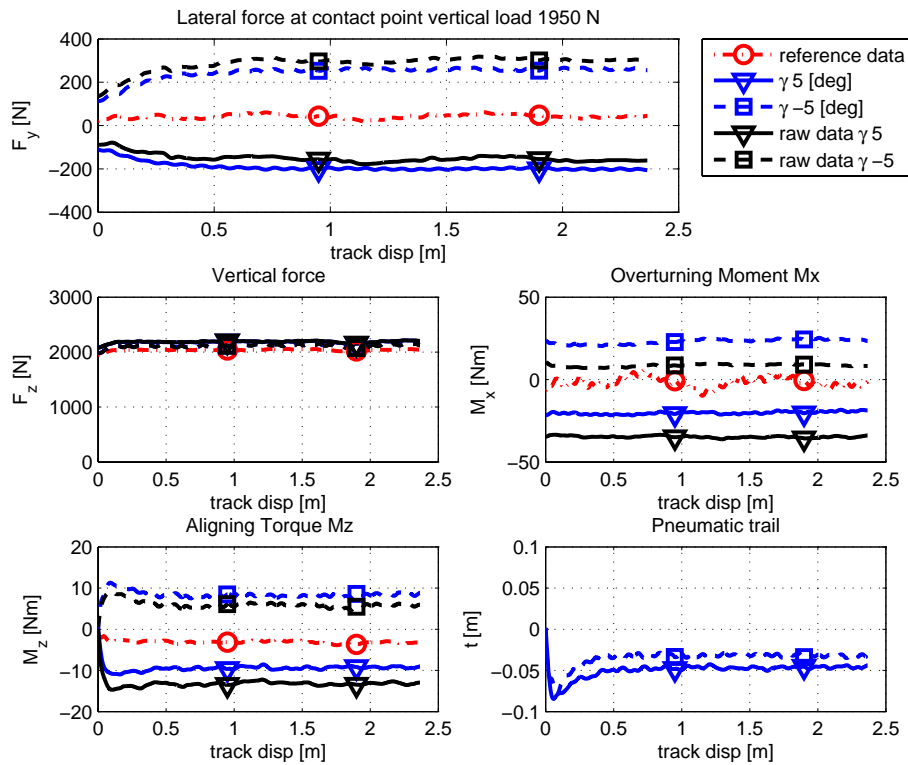 Lateral force at contact point vertical load 1950 N
400
200
0
−200
−400
F_y [N]
0
0.5
1
1.5
2
2.5
track disp [m]
reference data
γ 5 [deg]
γ −5 [deg]
raw data γ 5
raw data γ −5
Vertical force
3000
2000
1000
0
F_z [N]
0
0.5
1
1.5
2
2.5
track disp [m]
Overturning Moment Mx
50
0
−50
M_x [Nm]
0
0.5
1
1.5
2
2.5
track disp [m]
Aligning Torque Mz
20
10
0
−10
−20
M_z [Nm]
0
0.5
1
1.5
2
2.5
track disp [m]
Pneumatic trail
0.1
0.05
0
−0.05
−0.1
t [m]
0
0.5
1
1.5
2
2.5
track disp [m]